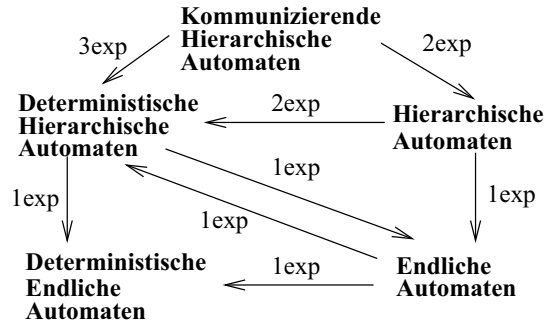 Kommunizierende
Hierarchische
Automaten
3exp
2exp
Deterministische
Hierarchische
Automaten
2exp
Hierarchische
Automaten
1exp
1exp
1exp
1exp
Deterministische
Endliche
Automaten
1exp
Endliche
Automaten